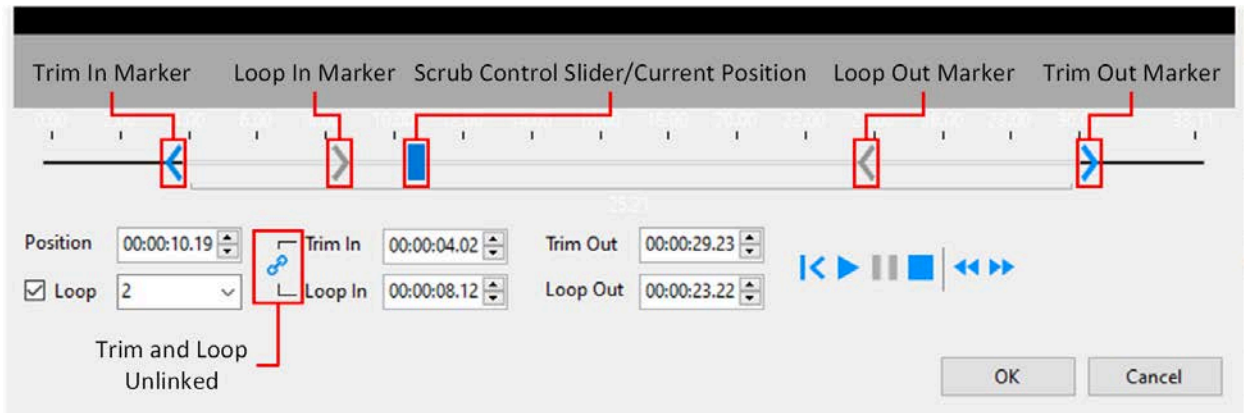 Trim In Marker Loop In Marker Scrub Control Slider/Current Position Loop Out Marker Trim Out Marker
25.21
Position 00:00:10.19 Trim In 00:00:04.02 Trim Out 00:00:29.23
Loop 2 Loop In 00:00:08.12 Loop Out 00:00:23.22
Trim and Loop
Unlinked
OK Cancel